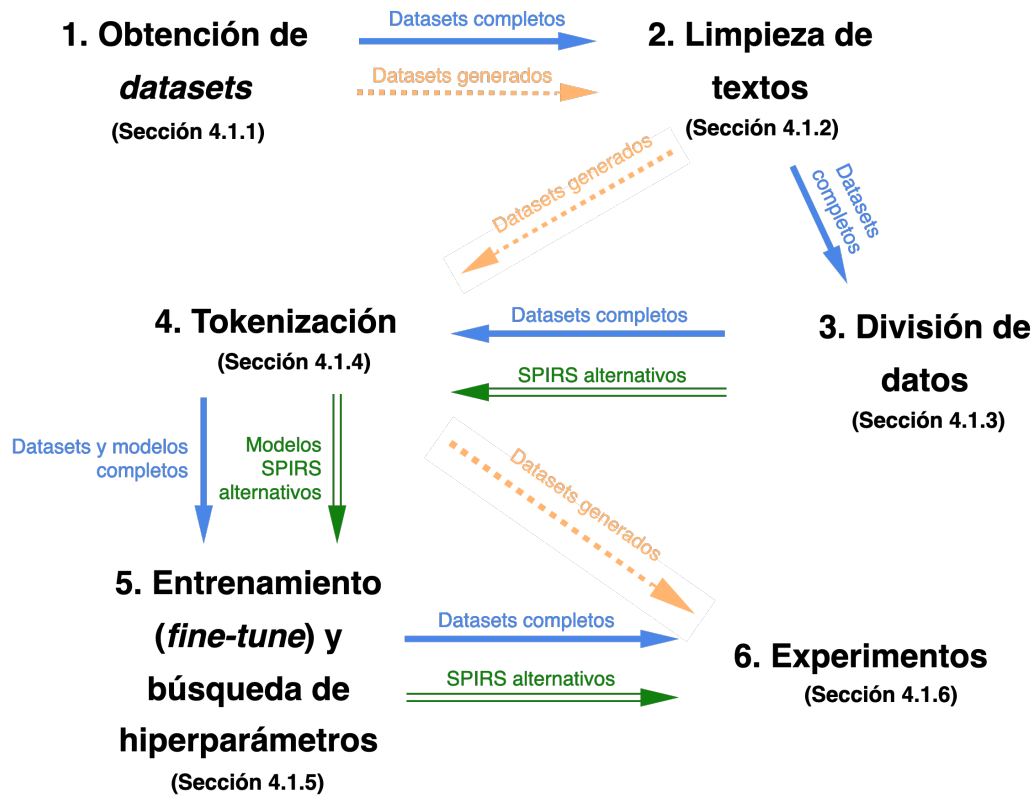 1. Obtención de
datasets
(Sección 4.1.1)
Datasets completos
Datasets generados
2. Limpieza de
textos
(Sección 4.1.2)
Datasets generados
Datasets
completos
3. División de
datos
(Sección 4.1.3)
Datasets completos
SPIRS alternativos
4. Tokenización
(Sección 4.1.4)
Datasets y modelos
completos
Modelos
SPIRS
alternativos
Datasets generados
5. Entrenamiento
(fine-tune) y
búsqueda de
hiperparámetros
(Sección 4.1.5)
Datasets completos
SPIRS alternativos
6. Experimentos
(Sección 4.1.6)